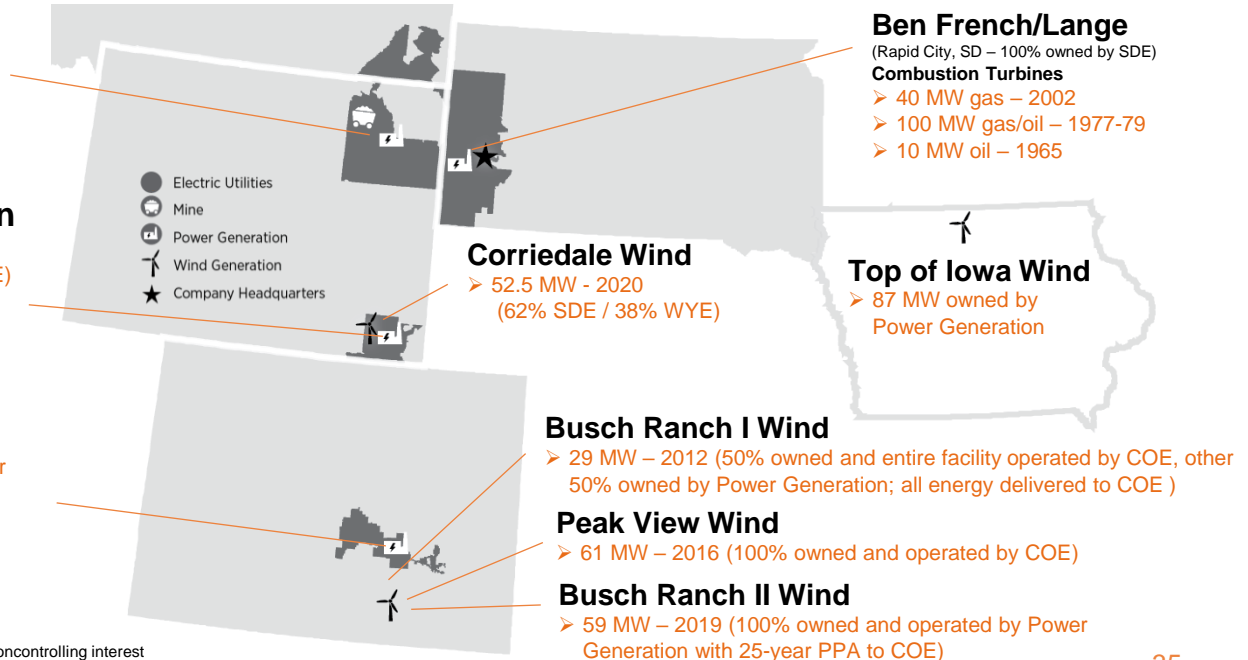 Ben French/Lange
(Rapid City, SD – 100% owned by SDE)
Combustion Turbines
➢ 40 MW gas – 2002
➢ 100 MW gas/oil – 1977-79
➢ 10 MW oil – 1965
Electric Utilities
Mine
Power Generation
Wind Generation
Company Headquarters
n
E)
Corriedale Wind
➢ 52.5 MW - 2020
(62% SDE / 38% WYE)
Top of Iowa Wind
➢ 87 MW owned by
Power Generation
r
Busch Ranch I Wind
➢ 29 MW – 2012 (50% owned and entire facility operated by COE, other
50% owned by Power Generation; all energy delivered to COE )
Peak View Wind
➢ 61 MW – 2016 (100% owned and operated by COE)
Busch Ranch II Wind
➢ 59 MW – 2019 (100% owned and operated by Power
Generation with 25-year PPA to COE)
oncontrolling interest